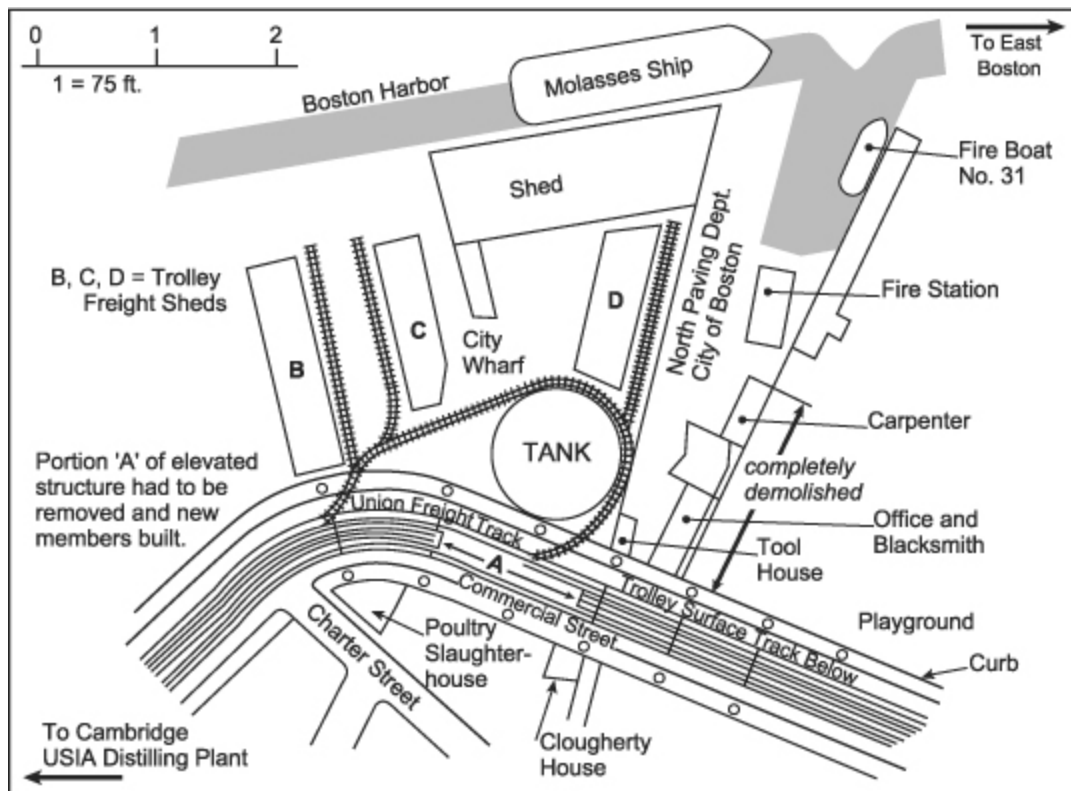 0 1 2
1 = 75 ft.
To East
Boston
Boston Harbor
Molasses Ship
Fire Boat
No. 31
Shed
North Paving Dept.
City of Boston
B, C, D = Trolley
Freight Sheds
Fire Station
B
C
D
City
Wharf
Carpenter
TANK
completely
demolished
Portion 'A' of elevated
structure had to be
removed and new
members built.
Union Freight Track
Office and
Blacksmith
Tool
House
A
Trolley Surface Track Below
Commercial Street
Playground
Curb
Charter Street
Poultry
Slaughter-
house
Clougherty
House
To Cambridge
USIA Distilling Plant